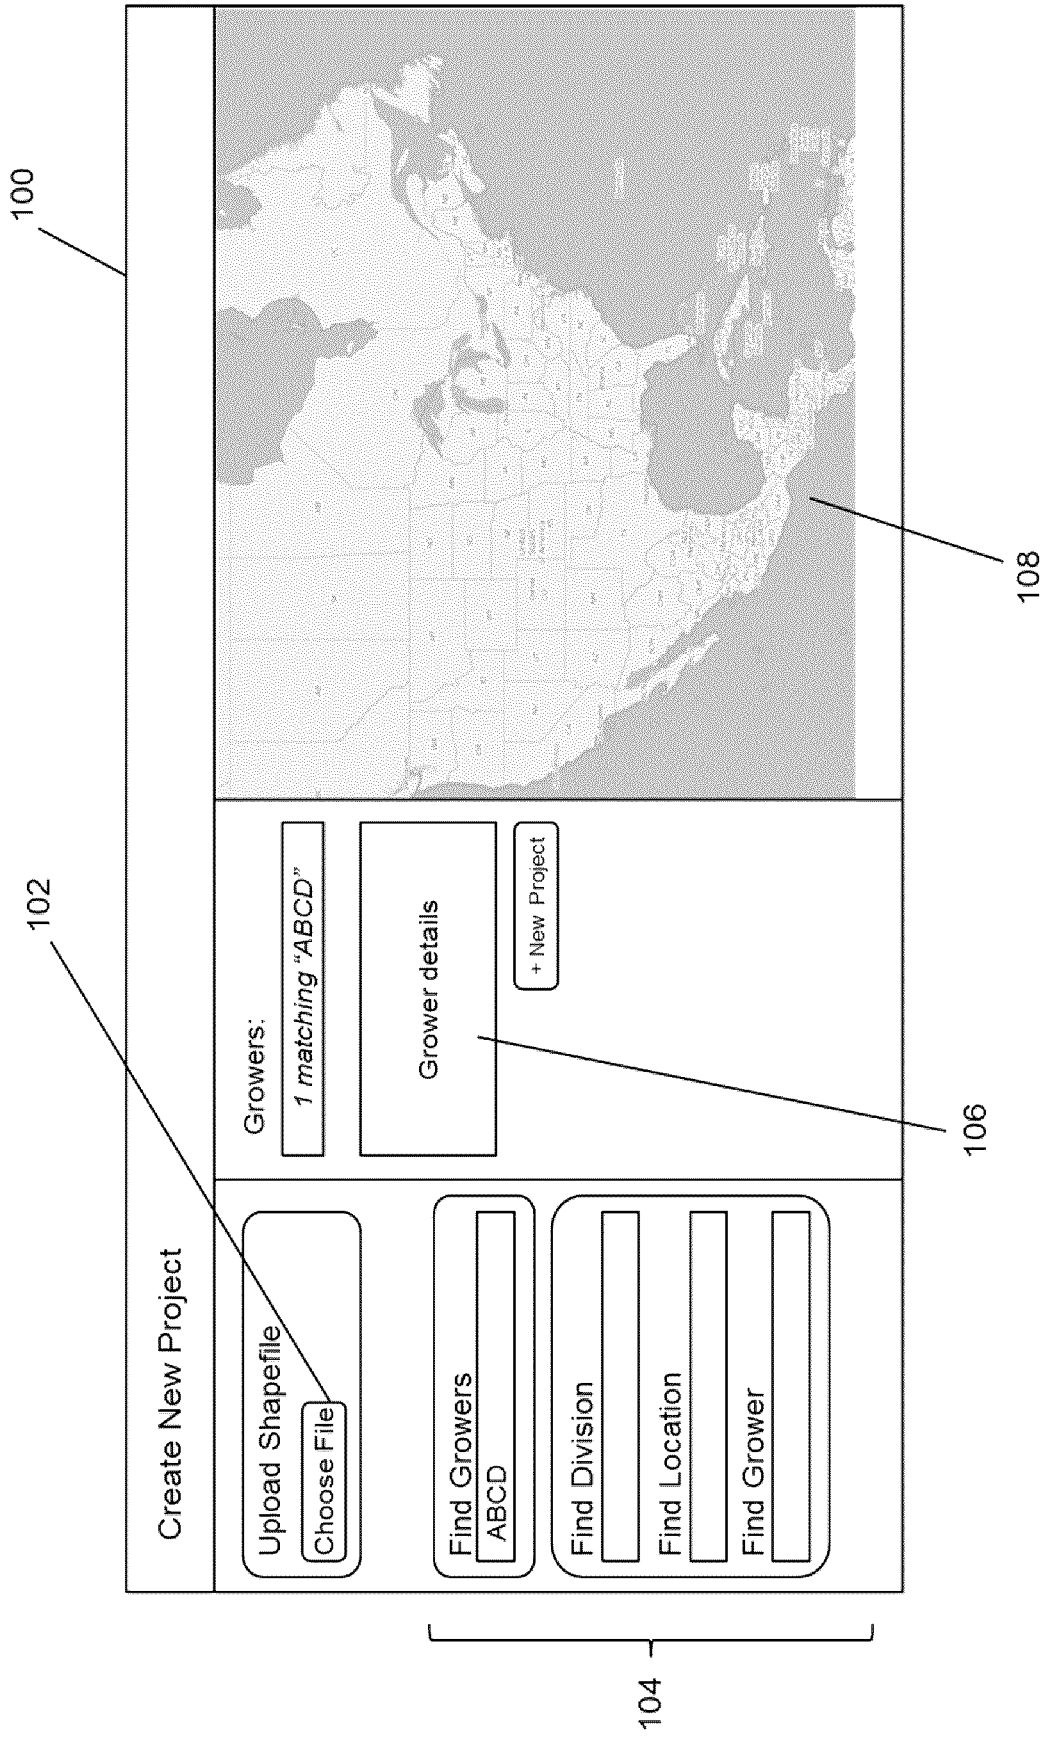 100
102
Create New Project
Upload Shapefile
Choose File
Find Growers
ABCD
Find Division
Find Location
Find Grower
104
Growers:
1 matching “ABCD”
Grower details
+ New Project
106
108